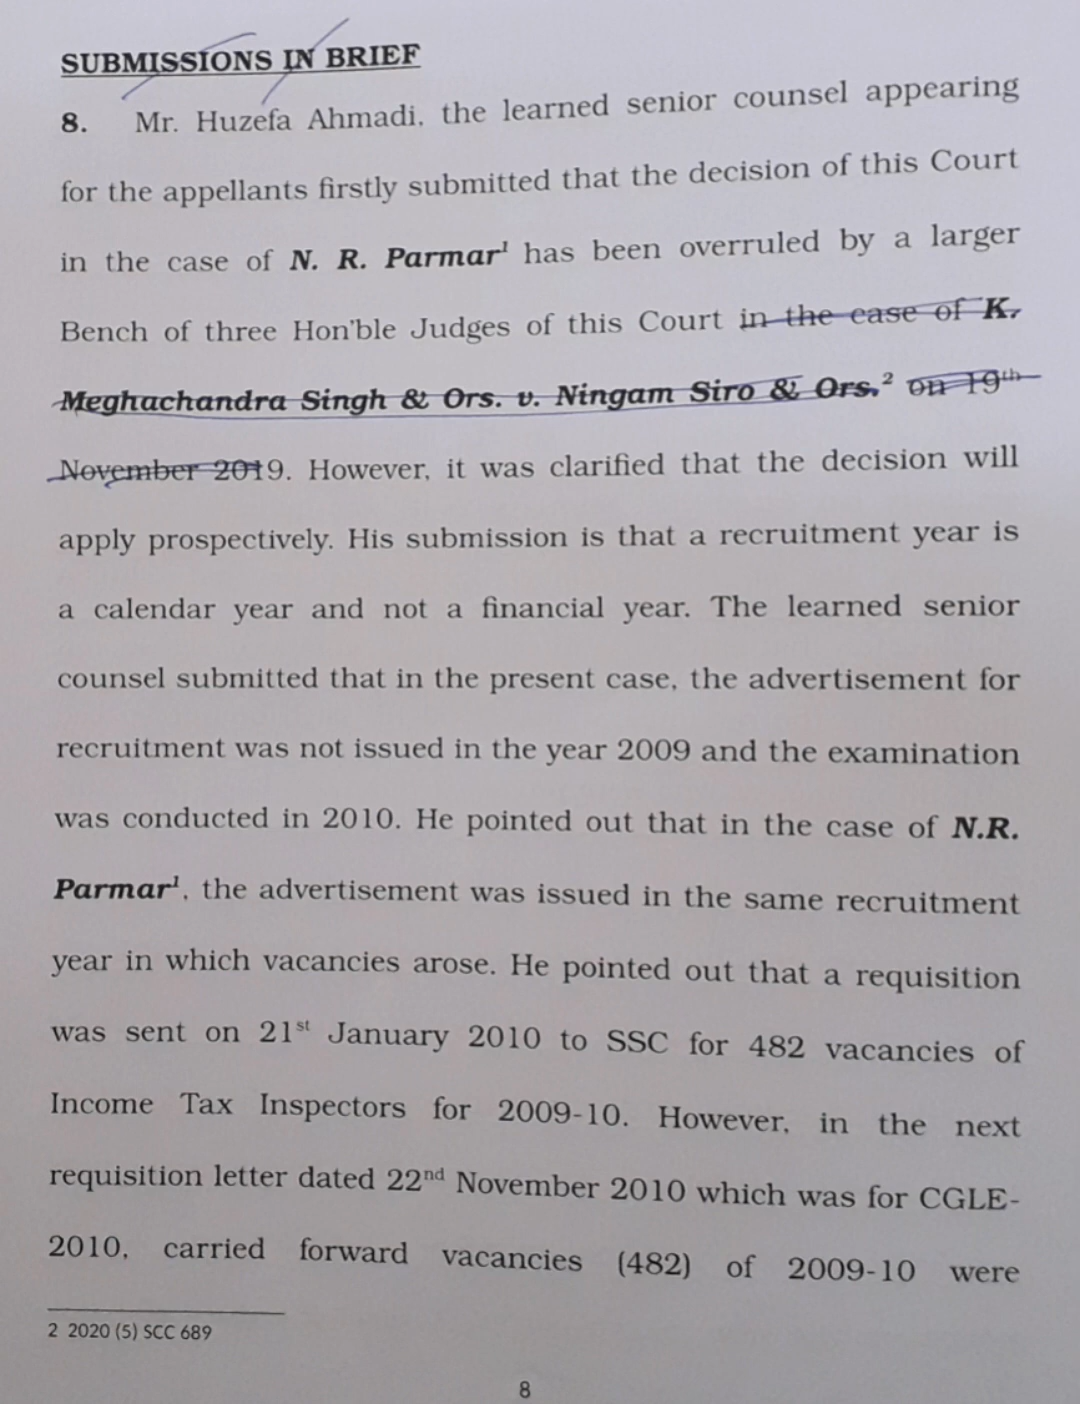 SUBMISSIONS IN BRIEF
8. Mr. Huzefa Ahmadi, the learned senior counsel appearing
for the appellants firstly submitted that the decision of this Court
in the case of N. R. Parmar¹ has been overruled by a larger
Bench of three Hon'ble Judges of this Court in the case of K.
Meghachandra Singh & Ors. v. Ningam Siro & Ors.² on 19th
November 2019. However, it was clarified that the decision will
apply prospectively. His submission is that a recruitment year is
a calendar year and not a financial year. The learned senior
counsel submitted that in the present case, the advertisement for
recruitment was not issued in the year 2009 and the examination
was conducted in 2010. He pointed out that in the case of N.R.
Parmar¹, the advertisement was issued in the same recruitment
year in which vacancies arose. He pointed out that a requisition
was sent on 21st January 2010 to SSC for 482 vacancies of
Income Tax Inspectors for 2009-10. However, in the next
requisition letter dated 22nd November 2010 which was for CGLE-
2010, carried forward vacancies (482) of 2009-10 were
2 2020 (5) SCC 689
8